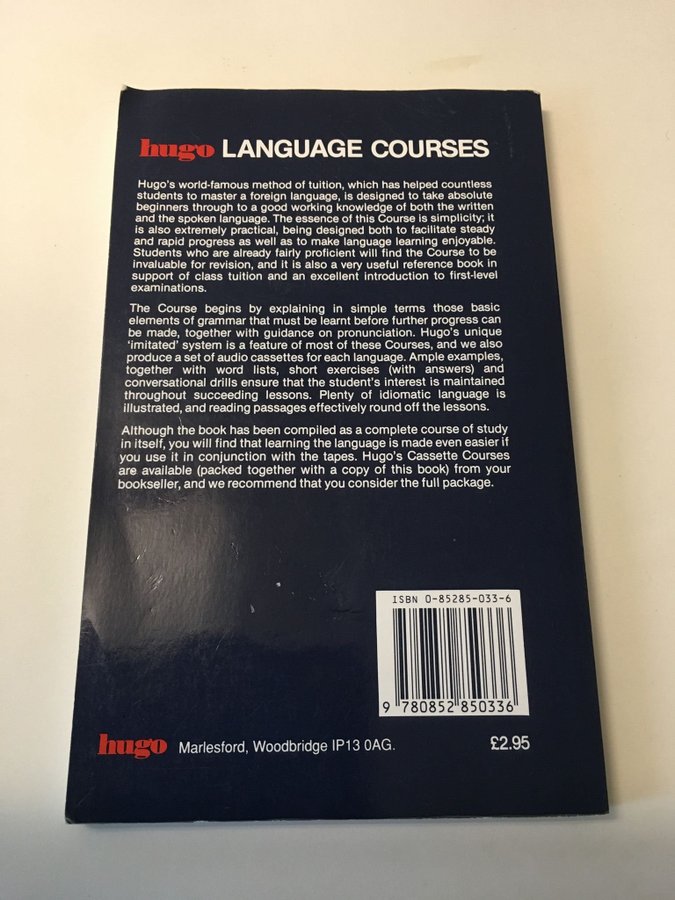 hugo LANGUAGE COURSES
Hugo's world-famous method of tuition, which has helped countless
students to master a foreign language, is designed to take absolute
beginners through to a good working knowledge of both the written
and the spoken language. The essence of this Course is simplicity; it
is also extremely practical, being designed both to facilitate steady
and rapid progress as well as to make language learning enjoyable.
Students who are already fairly proficient will find the Course to be
invaluable for revision, and it is also a very useful reference book in
support of class tuition and an excellent introduction to first-level
examinations.
The Course begins by explaining in simple terms those basic
elements of grammar that must be learnt before further progress can
be made, together with guidance on pronunciation. Hugo's unique
'imitated' system is a feature of most of these Courses, and we also
produce a set of audio cassettes for each language. Ample examples,
together with word lists, short exercises (with answers) and
conversational drills ensure that the student's interest is maintained
throughout succeeding lessons. Plenty of idiomatic language is
illustrated, and reading passages effectively round off the lessons.
Although the book has been compiled as a complete course of study
in itself, you will find that learning the language is made even easier if
you use it in conjunction with the tapes. Hugo's Cassette Courses
are available (packed together with a copy of this book) from your
bookseller, and we recommend that you consider the full package.
ISBN 0-85285-033-6
9 780852 850336
hugo Marlesford, Woodbridge IP13 0AG. £2.95